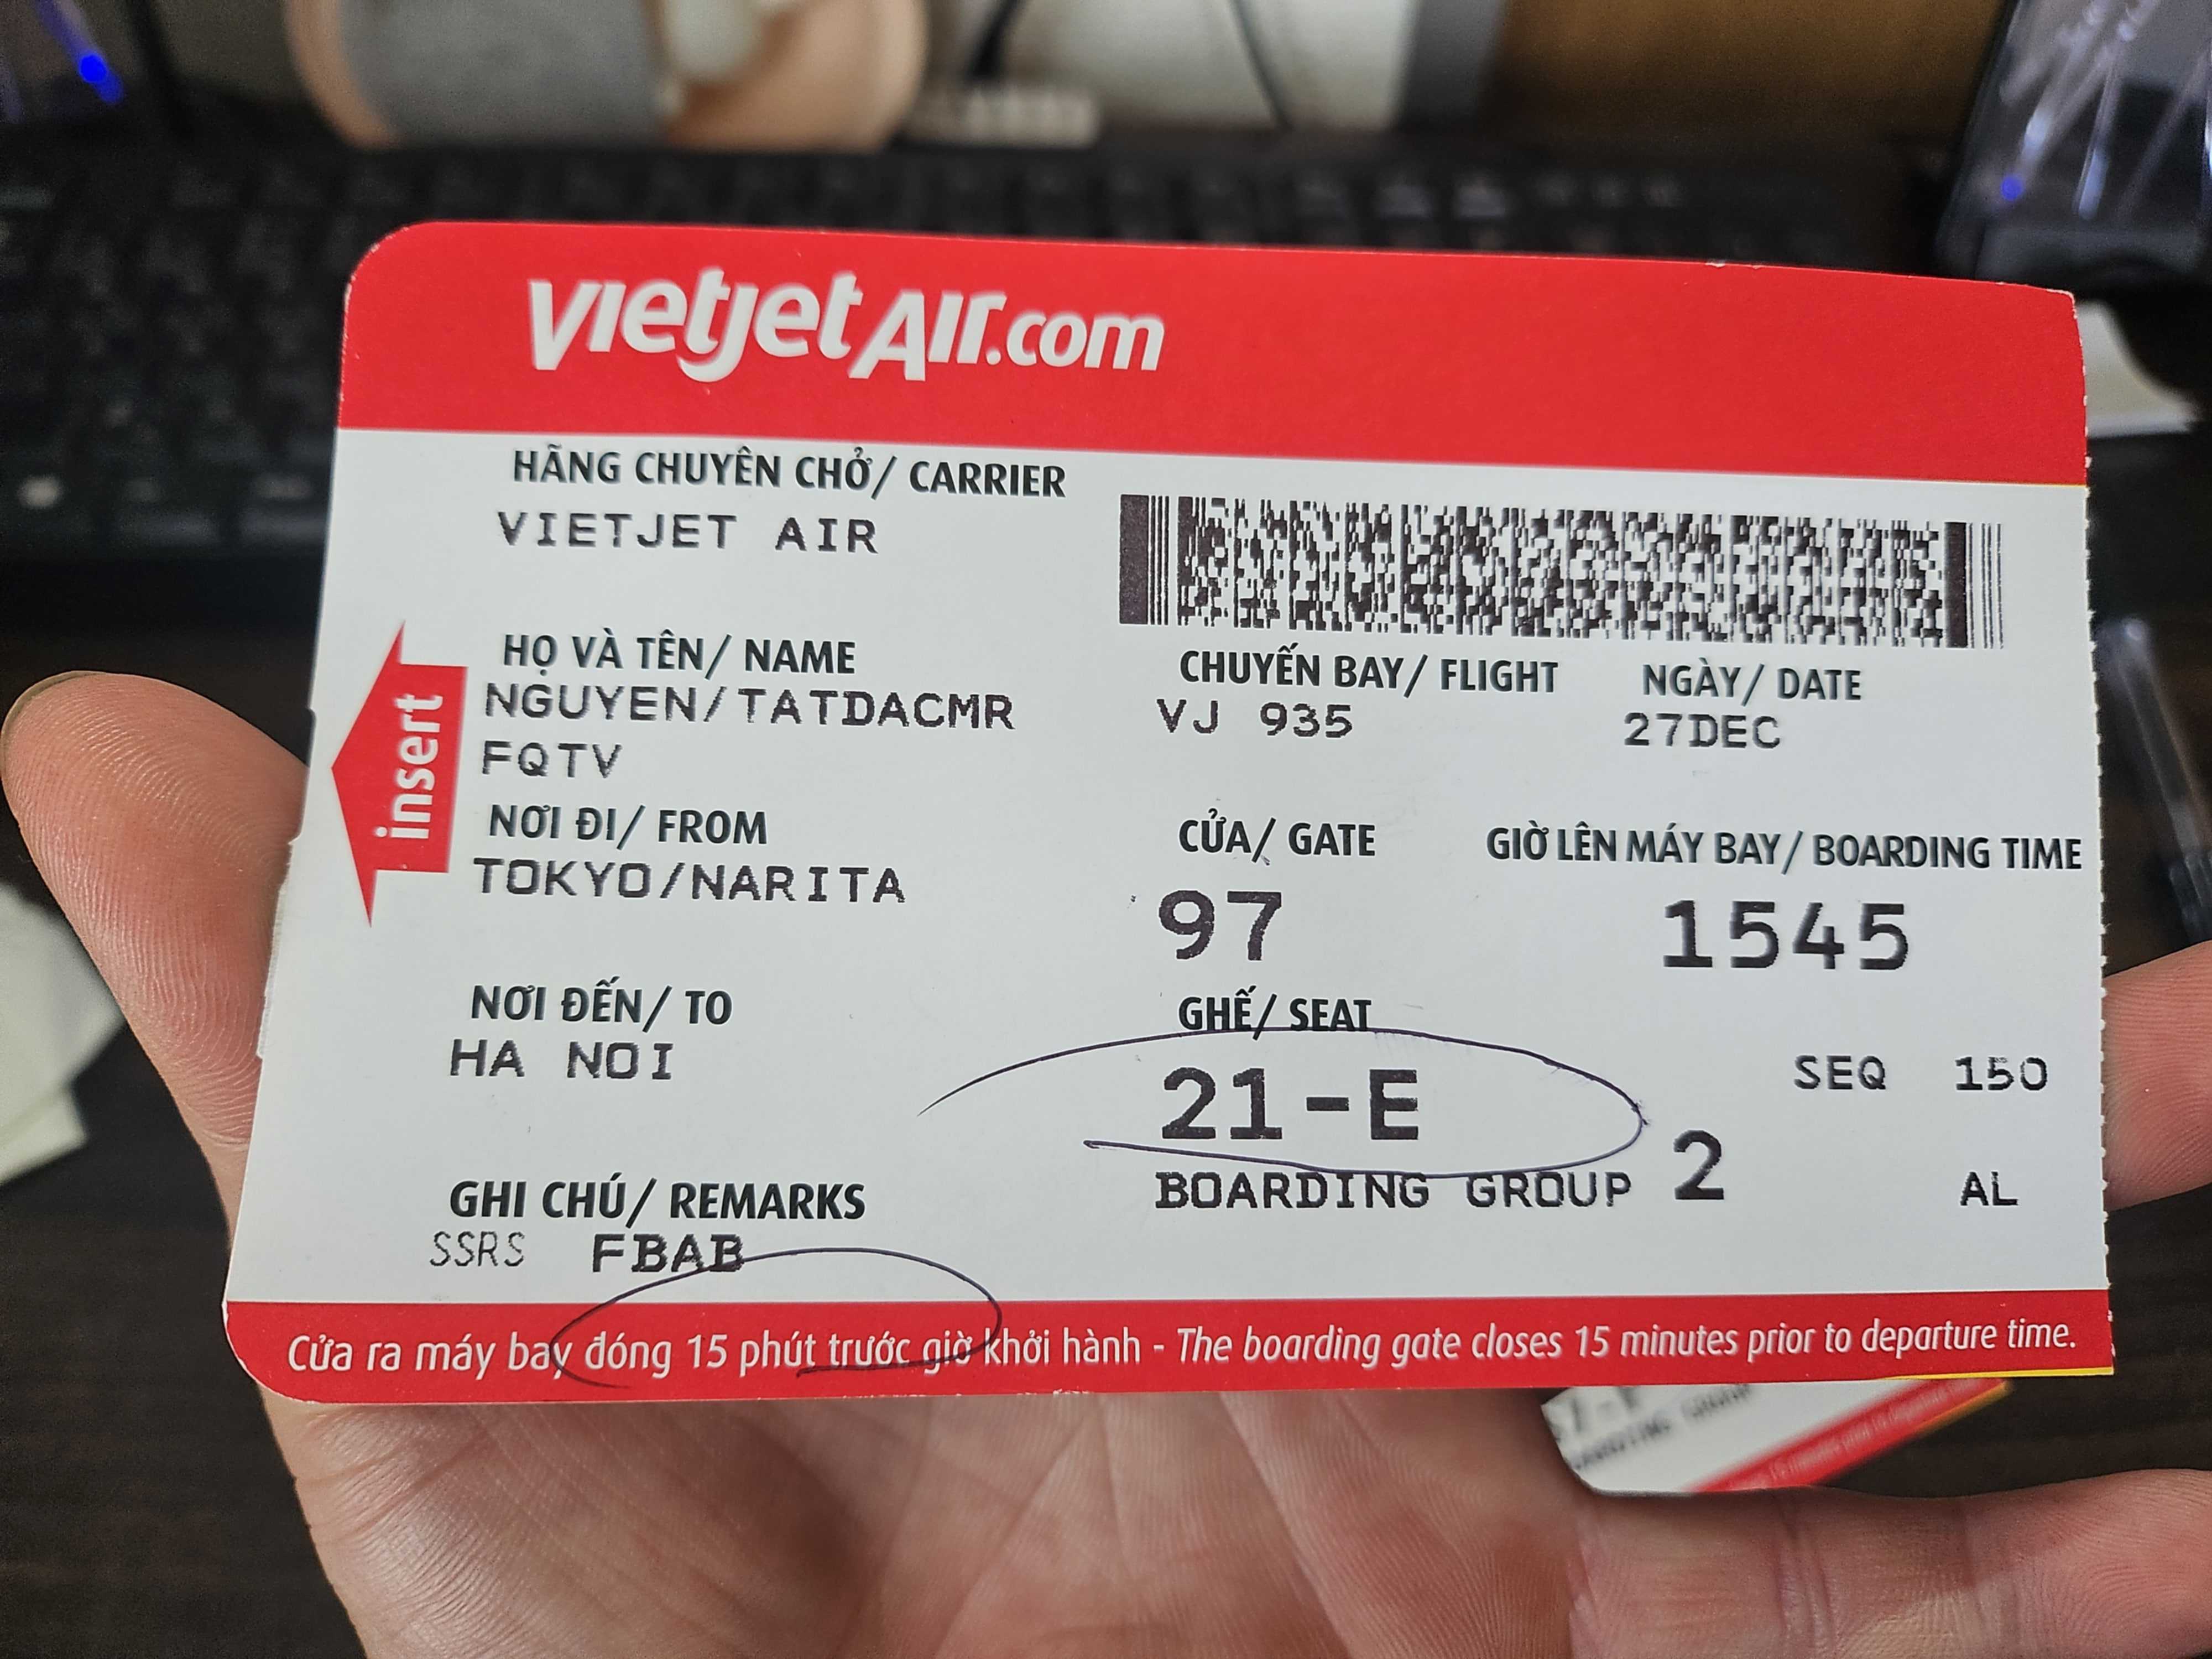 vietjetAir.com
HÃNG CHUYÊN CHỞ/ CARRIER
VIETJET AIR
HỌ VÀ TÊN/ NAME
NGUYEN/TATDACMR
FQTV
CHUYẾN BAY/ FLIGHT
VJ 935
NGÀY/ DATE
27DEC
insert
NƠI ĐI/ FROM
TOKYO/NARITA
CỬA/ GATE
97
GIỜ LÊN MÁY BAY/ BOARDING TIME
1545
NƠI ĐẾN/ TO
HA NOI
GHẾ/ SEAT
21-E
SEQ 150
BOARDING GROUP 2
AL
GHI CHÚ/ REMARKS
SSRS FBAB
Cửa ra máy bay đóng 15 phút trước giờ khởi hành - The boarding gate closes 15 minutes prior to departure time.